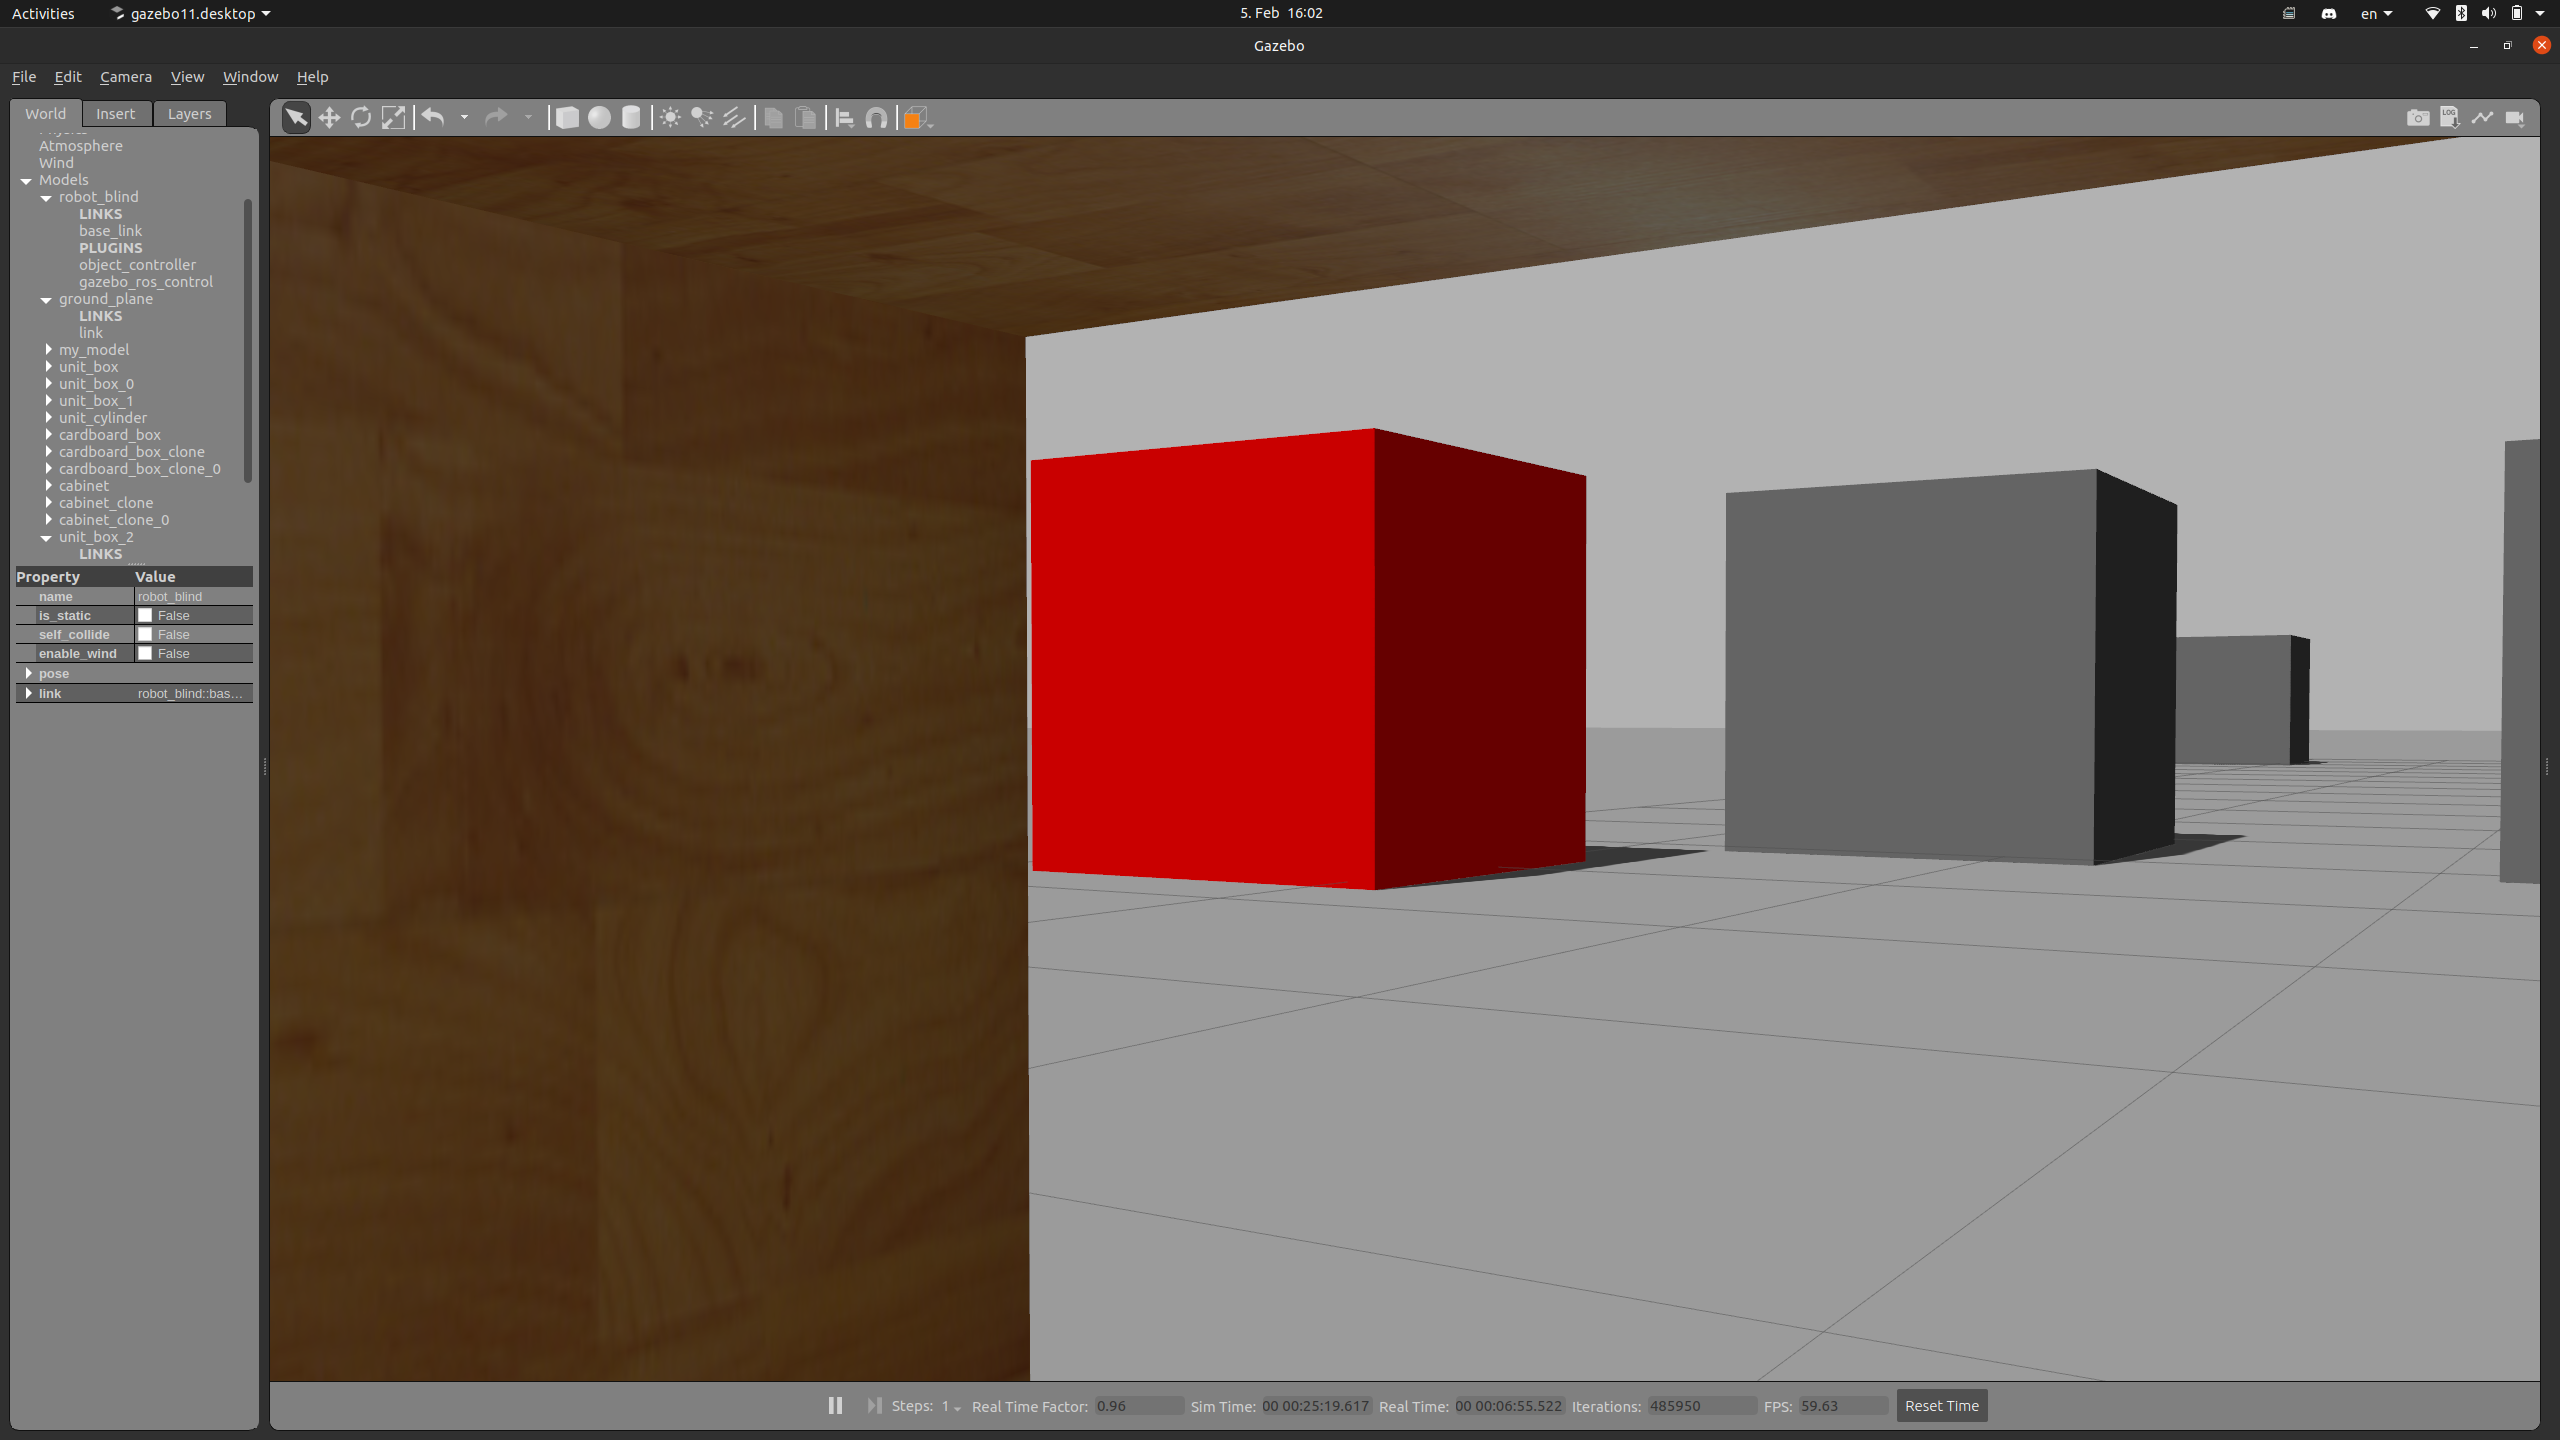 Activities gazebo11.desktop 5. Feb 16:02 en
Gazebo
File Edit Camera View Window Help
World Insert Layers
LOG
Atmosphere
Wind
Models
robot_blind
LINKS
base_link
PLUGINS
object_controller
gazebo_ros_control
ground_plane
LINKS
link
my_model
unit_box
unit_box_0
unit_box_1
unit_cylinder
cardboard_box
cardboard_box_clone
cardboard_box_clone_0
cabinet
cabinet_clone
cabinet_clone_0
unit_box_2
LINKS
Property Value
name robot_blind
is_static False
self_collide False
enable_wind False
pose
link robot_blind::bas...
Steps: 1 Real Time Factor: 0.96 Sim Time: 00 00:25:19.617 Real Time: 00 00:06:55.522 Iterations: 485950 FPS: 59.63 Reset Time